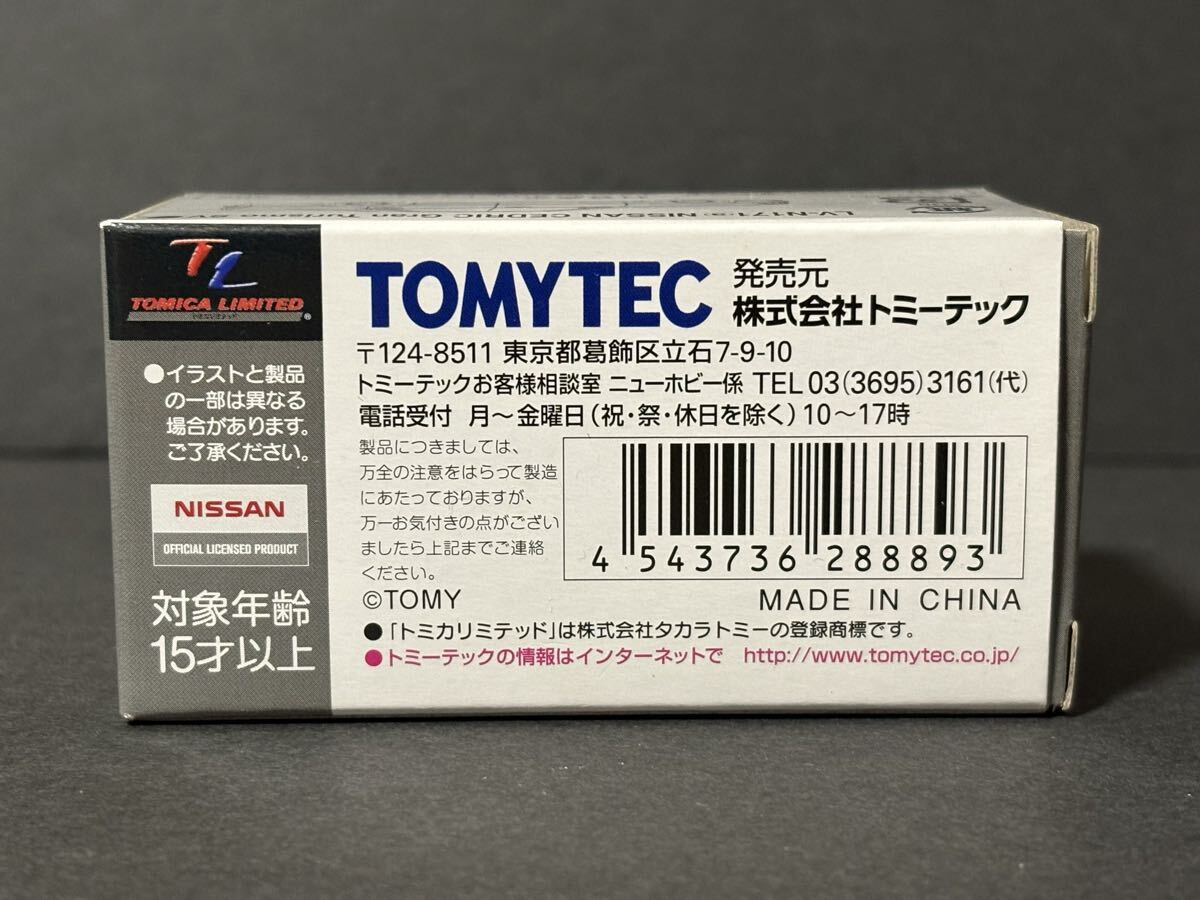 LV-N171 NISSAN CEDRIC Gran Turismo SV
TL
TOMICA LIMITED
®
●イラストと製品
の一部は異なる
場合があります。
ご了承ください。
NISSAN
OFFICIAL LICENSED PRODUCT
対象年齢
15才以上
TOMYTEC
発売元
株式会社トミーテック
〒124-8511 東京都葛飾区立石7-9-10
トミーテックお客様相談室 ニューホビー係 TEL 03(3695)3161(代)
電話受付 月～金曜日(祝・祭・休日を除く)10～17時
製品につきましては、
万全の注意をはらって製造
にあたっておりますが、
万一お気付きの点がござい
ましたら上記までご連絡
ください。
4 543736 288893
©TOMY
MADE IN CHINA
●「トミカリミテッド」は株式会社タカラトミーの登録商標です。
●トミーテックの情報はインターネットで http://www.tomytec.co.jp/